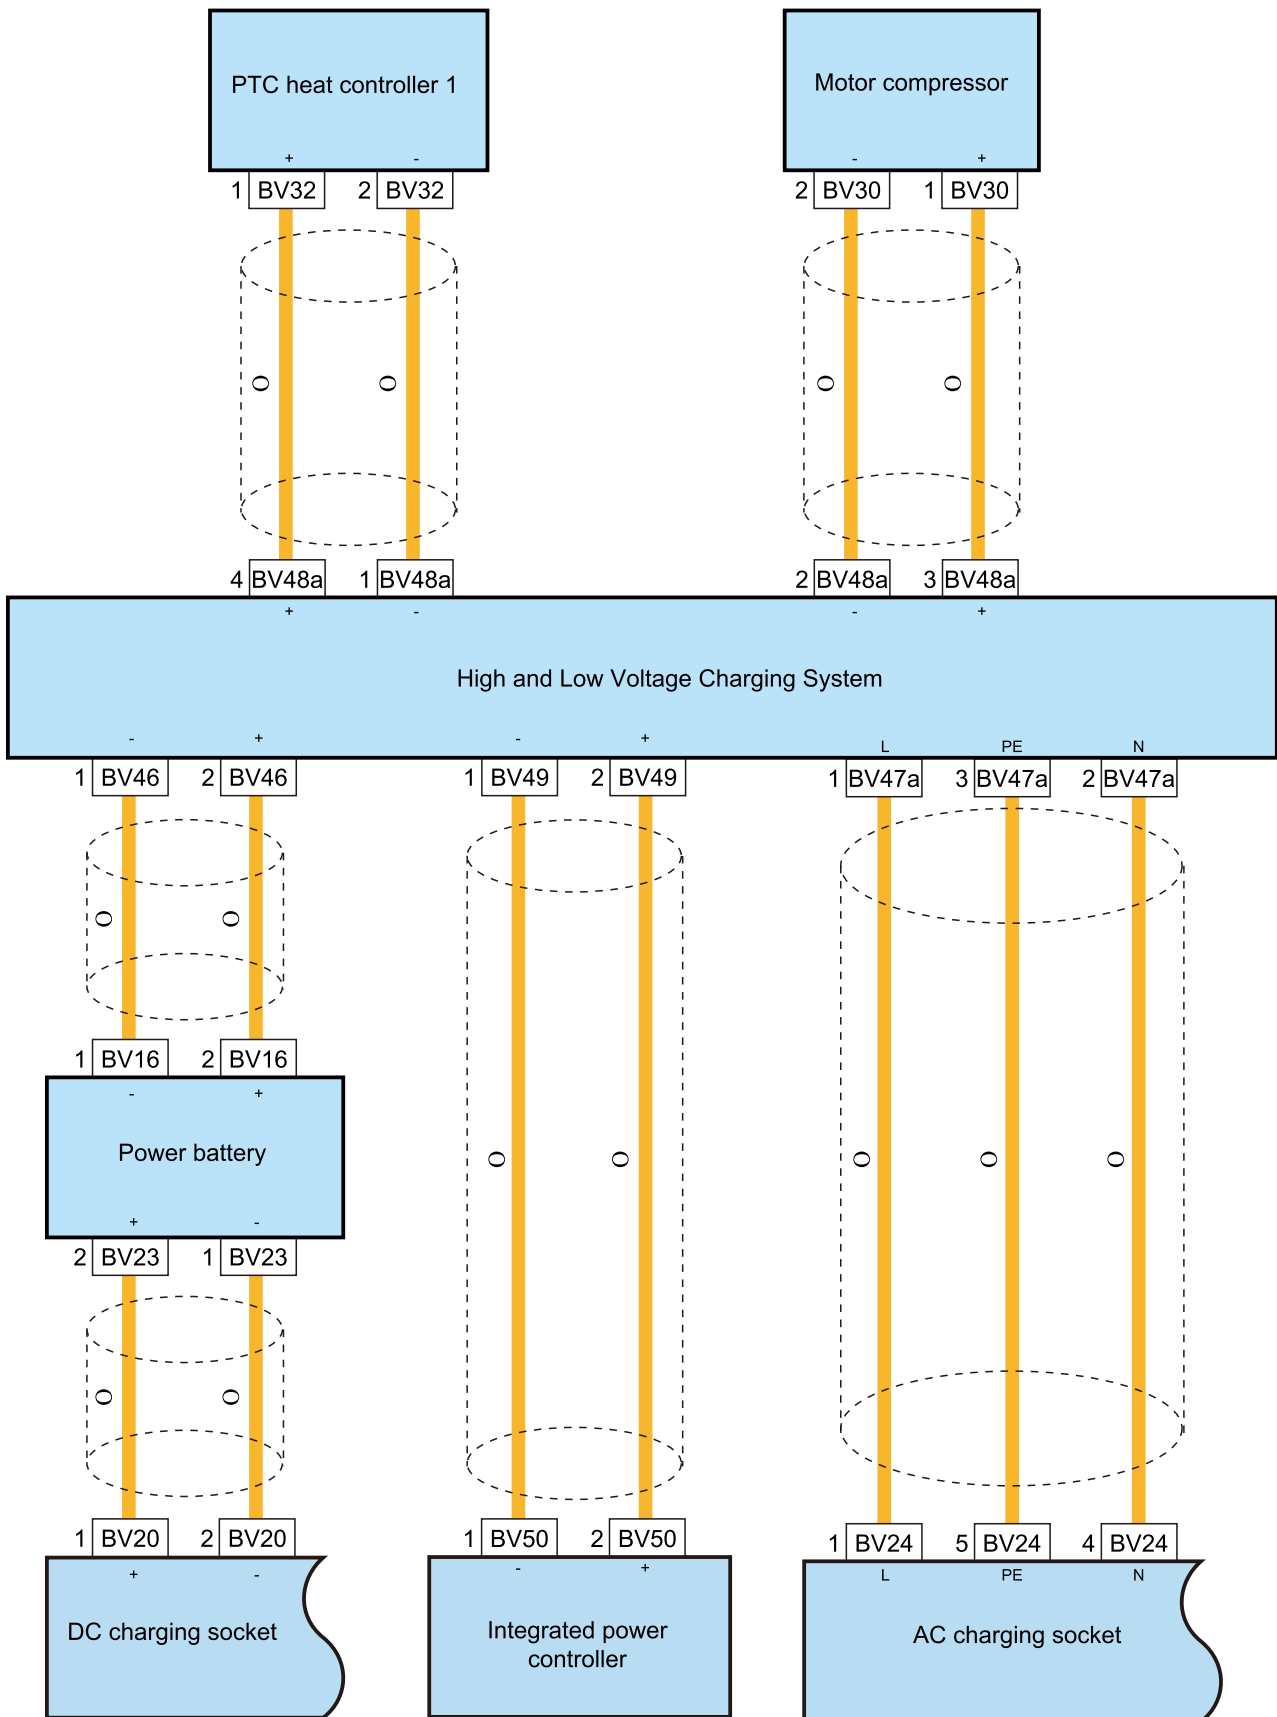 PTC heat controller 1
Motor compressor
+ - - +
1 BV32 2 BV32 2 BV30 1 BV30
O O O O
4 BV48a 1 BV48a 2 BV48a 3 BV48a
+ - - +
High and Low Voltage Charging System
- + - + L PE N
1 BV46 2 BV46 1 BV49 2 BV49 1 BV47a 3 BV47a 2 BV47a
O O
1 BV16 2 BV16
- +
Power battery
O O O O O
+ -
2 BV23 1 BV23
O O
1 BV20 2 BV20 1 BV50 2 BV50 1 BV24 5 BV24 4 BV24
+ - - + L PE N
DC charging socket
Integrated power
controller
AC charging socket